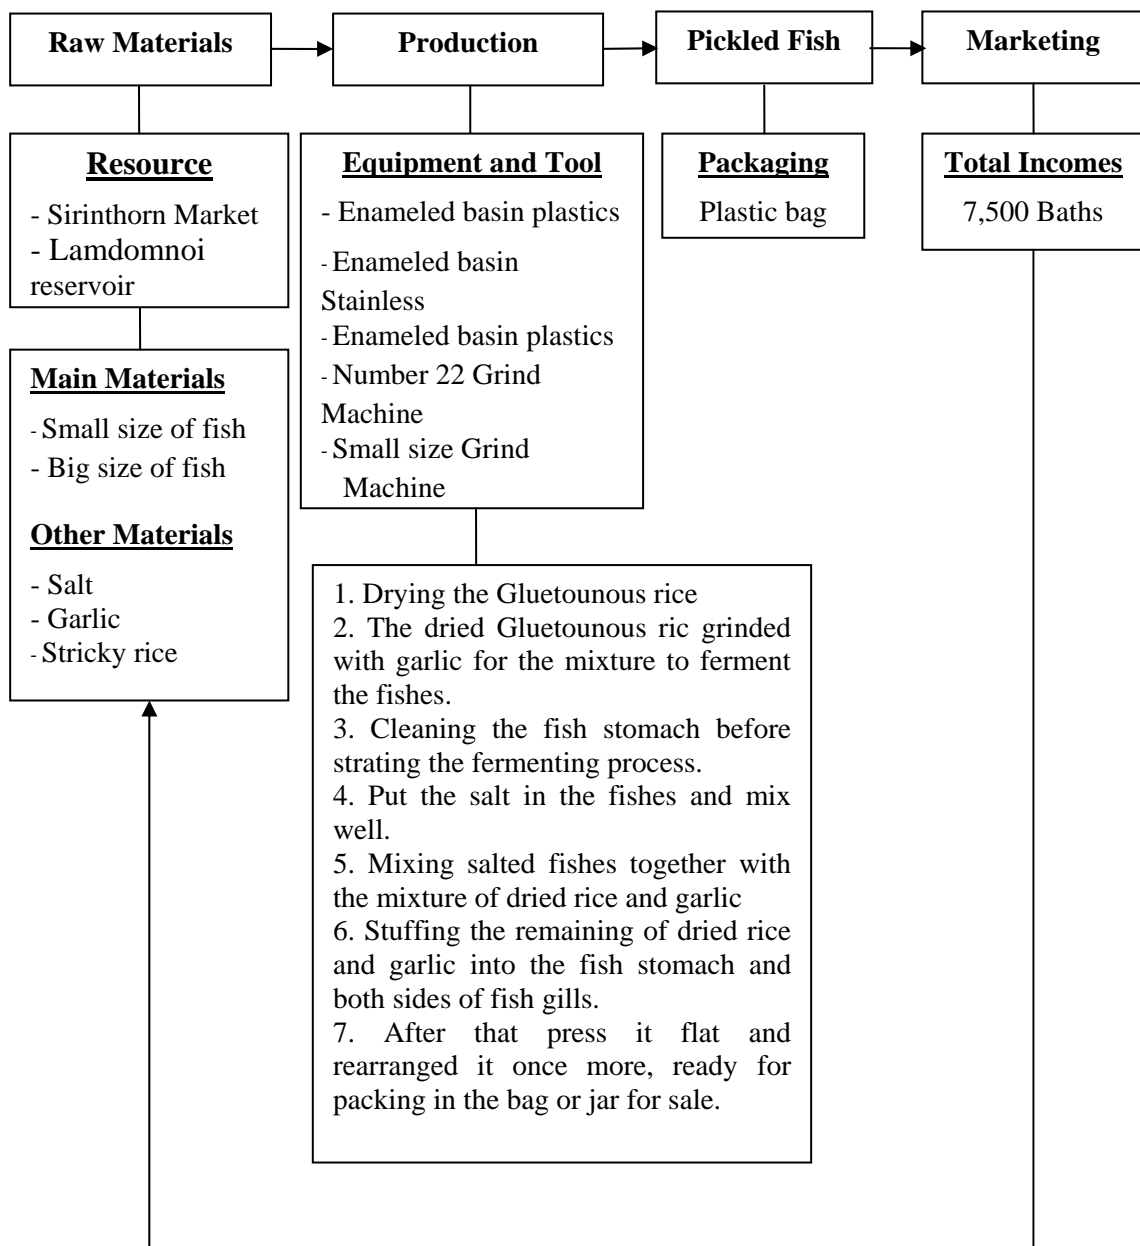 Raw Materials
Production
Pickled Fish
Marketing
Resource
- Sirinthorn Market
- Lamdomnoi
reservoir
Main Materials
- Small size of fish
- Big size of fish
Other Materials
- Salt
- Garlic
- Stricky rice
Equipment and Tool
- Enameled basin plastics
- Enameled basin
Stainless
- Enameled basin plastics
- Number 22 Grind
Machine
- Small size Grind
Machine
1. Drying the Gluetounous rice
2. The dried Gluetounous ric grinded
with garlic for the mixture to ferment
the fishes.
3. Cleaning the fish stomach before
strating the fermenting process.
4. Put the salt in the fishes and mix
well.
5. Mixing salted fishes together with
the mixture of dried rice and garlic
6. Stuffing the remaining of dried rice
and garlic into the fish stomach and
both sides of fish gills.
7. After that press it flat and
rearranged it once more, ready for
packing in the bag or jar for sale.
Packaging
Plastic bag
Total Incomes
7,500 Baths